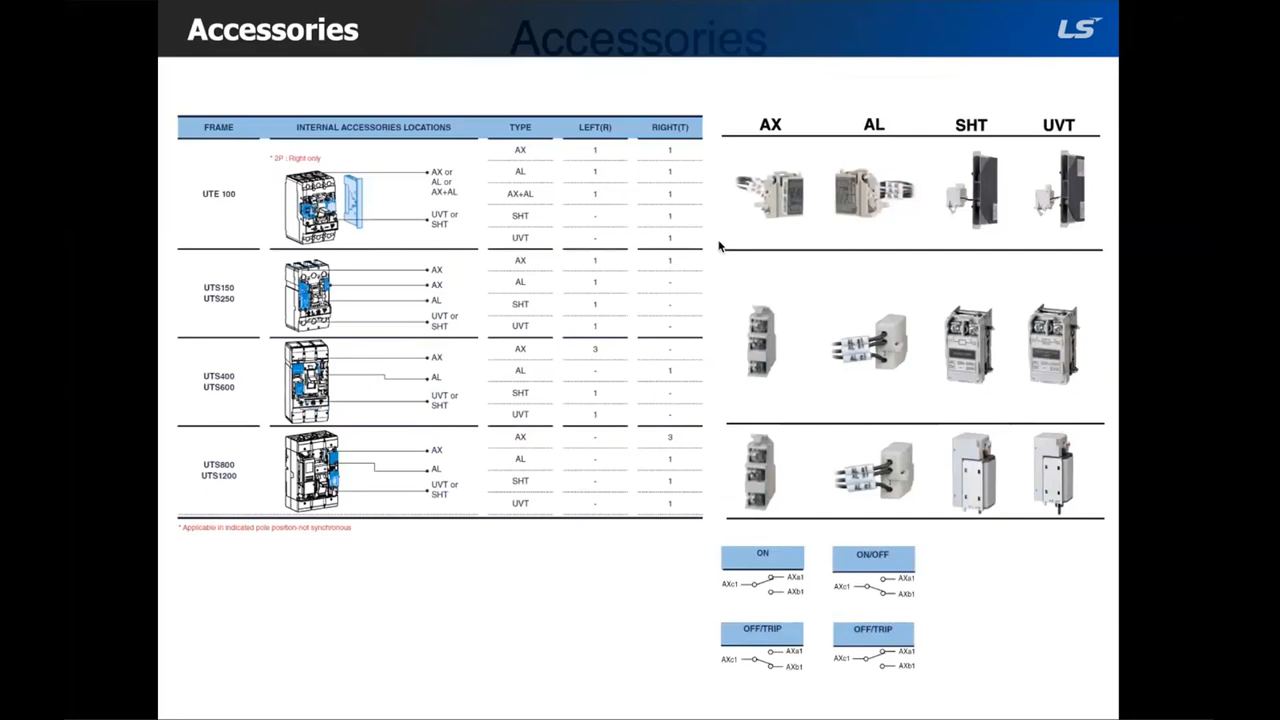 Accessories
Accessories
LS
FRAME INTERNAL ACCESSORIES LOCATIONS TYPE LEFT(R) RIGHT(T)
UTE 100
* 2P : Right only
AX or
AL or
AX+AL
UVT or
SHT
AX 1 1
AL 1 1
AX+AL 1 1
SHT - 1
UVT - 1
UTS150
UTS250
AX
AX
AL
UVT or
SHT
AX 1 1
AL 1 -
SHT 1 -
UVT 1 -
UTS400
UTS600
AX
AL
UVT or
SHT
AX 3 -
AL - 1
SHT 1 -
UVT 1 -
UTS800
UTS1200
AX
AL
UVT or
SHT
AX - 3
AL - 1
SHT - 1
UVT - 1
* Applicable in indicated pole position-not synchronous
AX AL SHT UVT
ON
AXc1
AXa1
AXb1
ON/OFF
AXc1
AXa1
AXb1
OFF/TRIP
AXc1
AXa1
AXb1
OFF/TRIP
AXc1
AXa1
AXb1